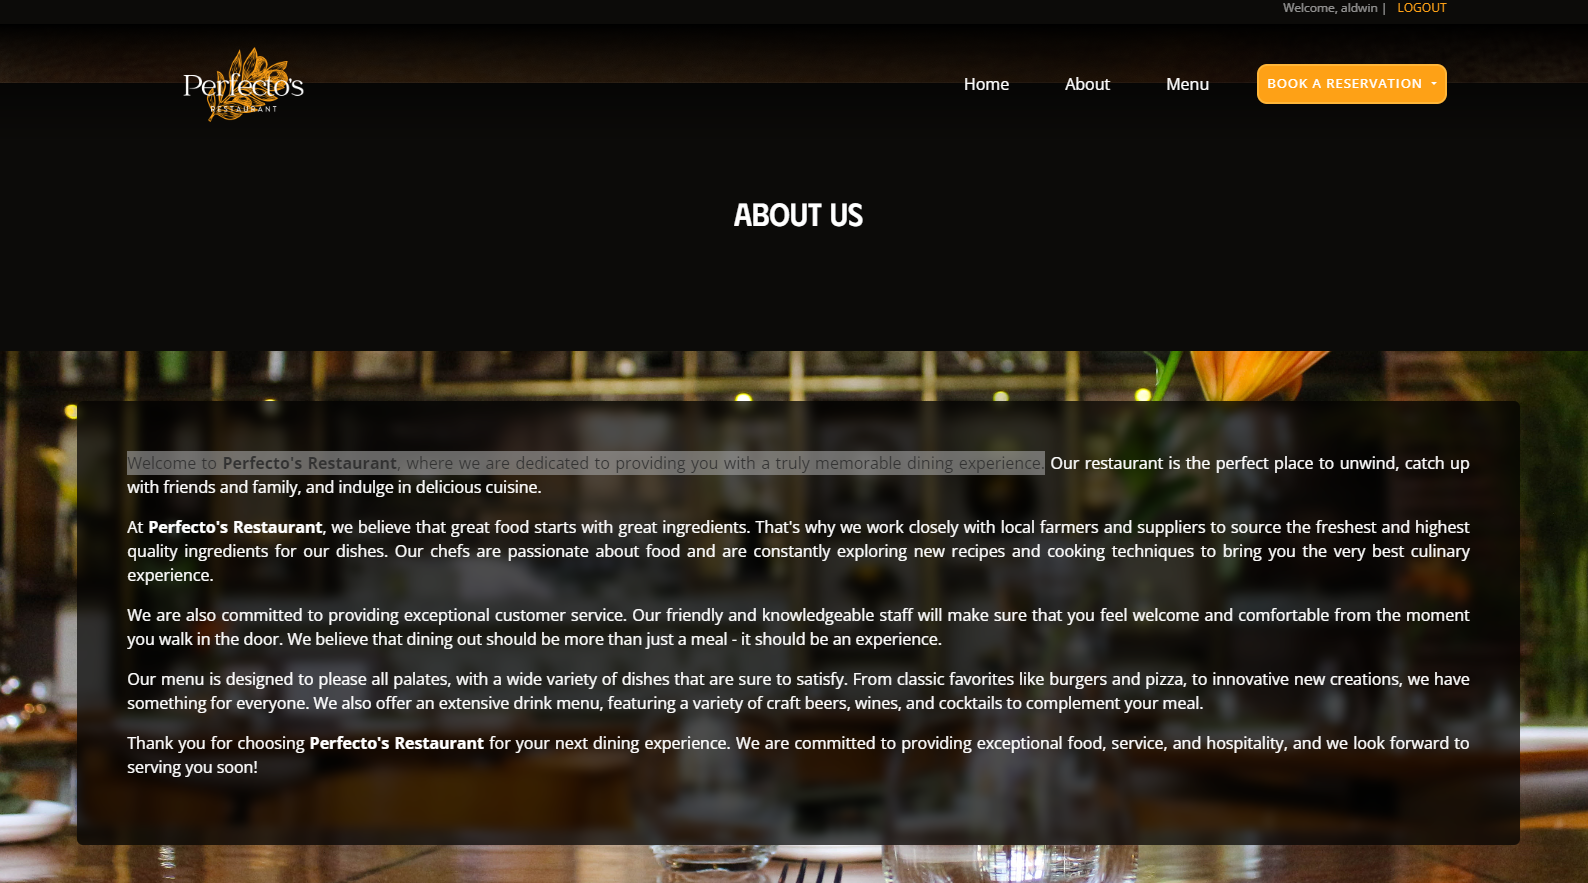 Welcome, aldwin | LOGOUT
Perfecto's
RESTAURANT
Home About Menu BOOK A RESERVATION
ABOUT US
Welcome to Perfecto's Restaurant, where we are dedicated to providing you with a truly memorable dining experience. Our restaurant is the perfect place to unwind, catch up
with friends and family, and indulge in delicious cuisine.
At Perfecto's Restaurant, we believe that great food starts with great ingredients. That's why we work closely with local farmers and suppliers to source the freshest and highest
quality ingredients for our dishes. Our chefs are passionate about food and are constantly exploring new recipes and cooking techniques to bring you the very best culinary
experience.
We are also committed to providing exceptional customer service. Our friendly and knowledgeable staff will make sure that you feel welcome and comfortable from the moment
you walk in the door. We believe that dining out should be more than just a meal - it should be an experience.
Our menu is designed to please all palates, with a wide variety of dishes that are sure to satisfy. From classic favorites like burgers and pizza, to innovative new creations, we have
something for everyone. We also offer an extensive drink menu, featuring a variety of craft beers, wines, and cocktails to complement your meal.
Thank you for choosing Perfecto's Restaurant for your next dining experience. We are committed to providing exceptional food, service, and hospitality, and we look forward to
serving you soon!